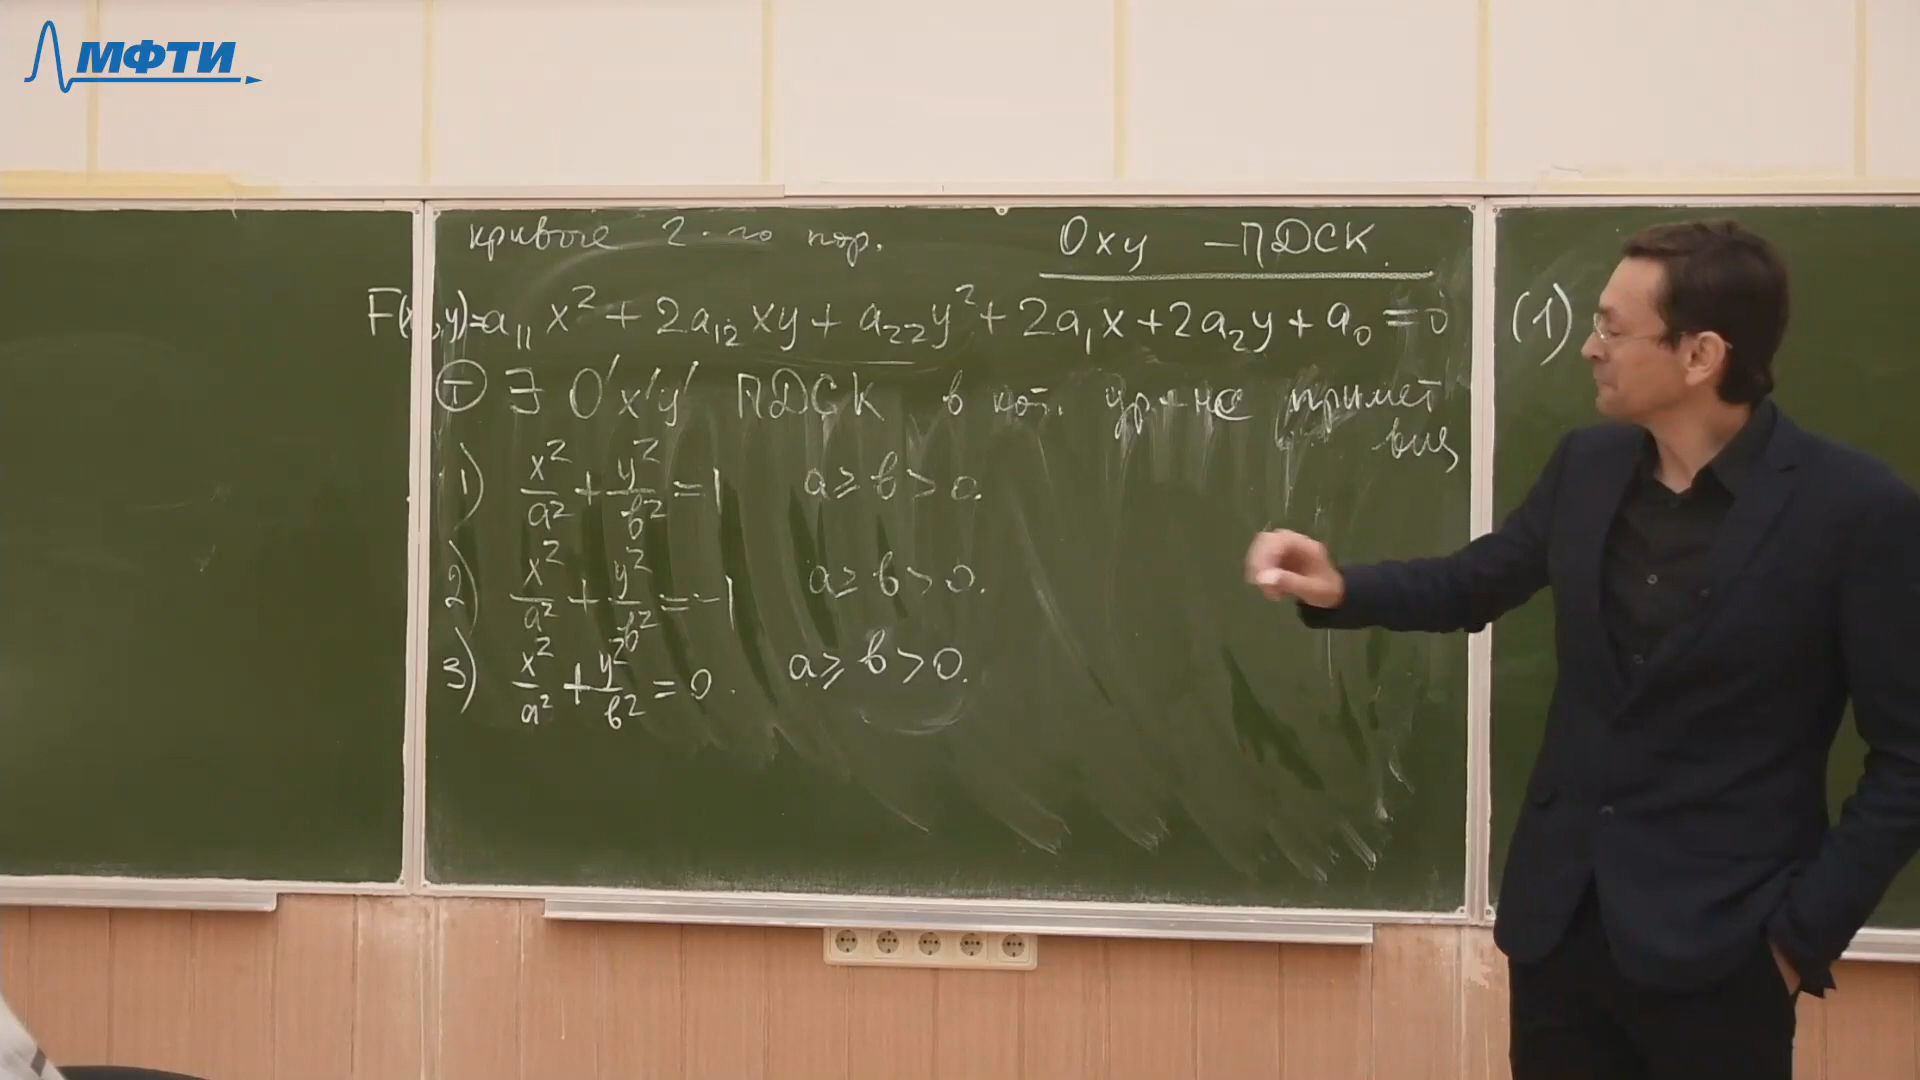 МФТИ
кривые 2-го пор. Oxy – ПДСК.
F(x,y)=a₁₁x² + 2a₁₂xy + a₂₂y² + 2a₁x + 2a₂y + a₀ = 0 (1)
Ⓣ ∃ O'x'y' ПДСК в кот. ур-не примет
вид
1) x²/a² + y²/b² = 1 a ⩾ b > 0.
2) x²/a² + y²/b² = -1 a ⩾ b > 0.
3) x²/a² + y²/b² = 0. a ⩾ b > 0.